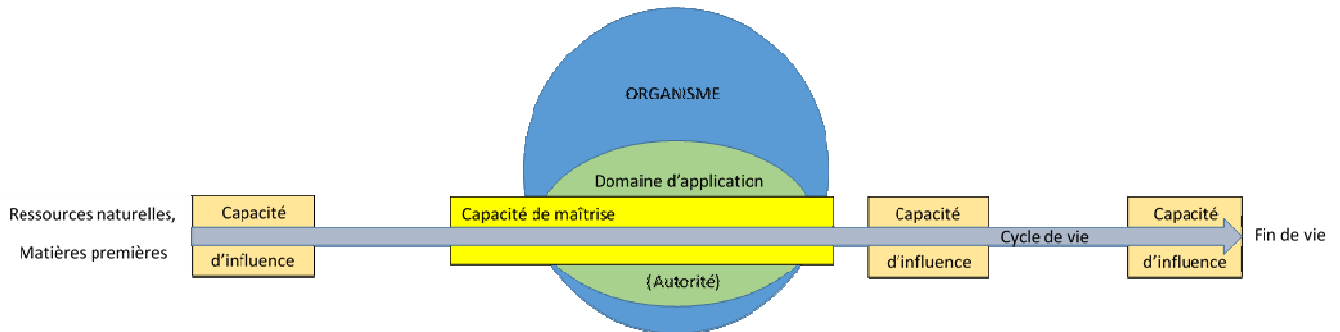 ORGANISME
Domaine d'application
Ressources naturelles,
Matières premières
Capacité
d'influence
Capacité de maîtrise
(Autorité)
Capacité
d'influence
Cycle de vie
Capacité
d'influence
Fin de vie